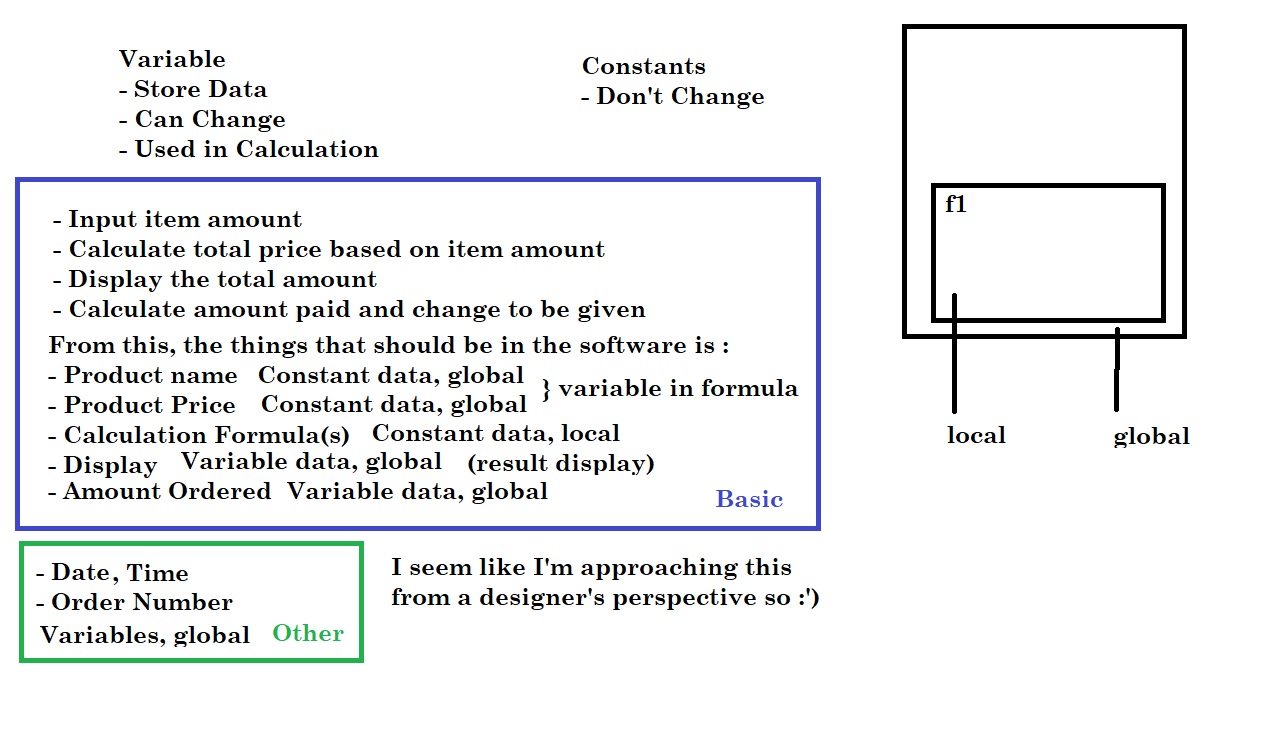 Variable
- Store Data
- Can Change
- Used in Calculation
Constants
- Don't Change
- Input item amount
- Calculate total price based on item amount
- Display the total amount
- Calculate amount paid and change to be given
From this, the things that should be in the software is :
- Product name Constant data, global
- Product Price Constant data, global
} variable in formula
- Calculation Formula(s) Constant data, local
- Display Variable data, global (result display)
- Amount Ordered Variable data, global
Basic
- Date, Time
- Order Number
Variables, global Other
I seem like I'm approaching this
from a designer's perspective so :')
f1
local global